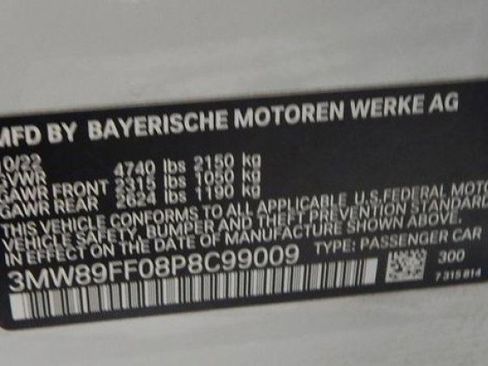 MFD BY BAYERISCHE MOTOREN WERKE AG
10/22
GVWR 4740 lbs 2150 kg
GAWR FRONT 2315 lbs 1050 kg
GAWR REAR 2624 lbs 1190 kg
THIS VEHICLE CONFORMS TO ALL APPLICABLE U.S.FEDERAL MOTO
VEHICLE SAFETY, BUMPER AND THEFT PREVENTION STANDARDS
IN EFFECT ON THE DATE OF MANUFACTURE SHOWN ABOVE.
3MW89FF08P8C99009 TYPE: PASSENGER CAR
300
7 315 814